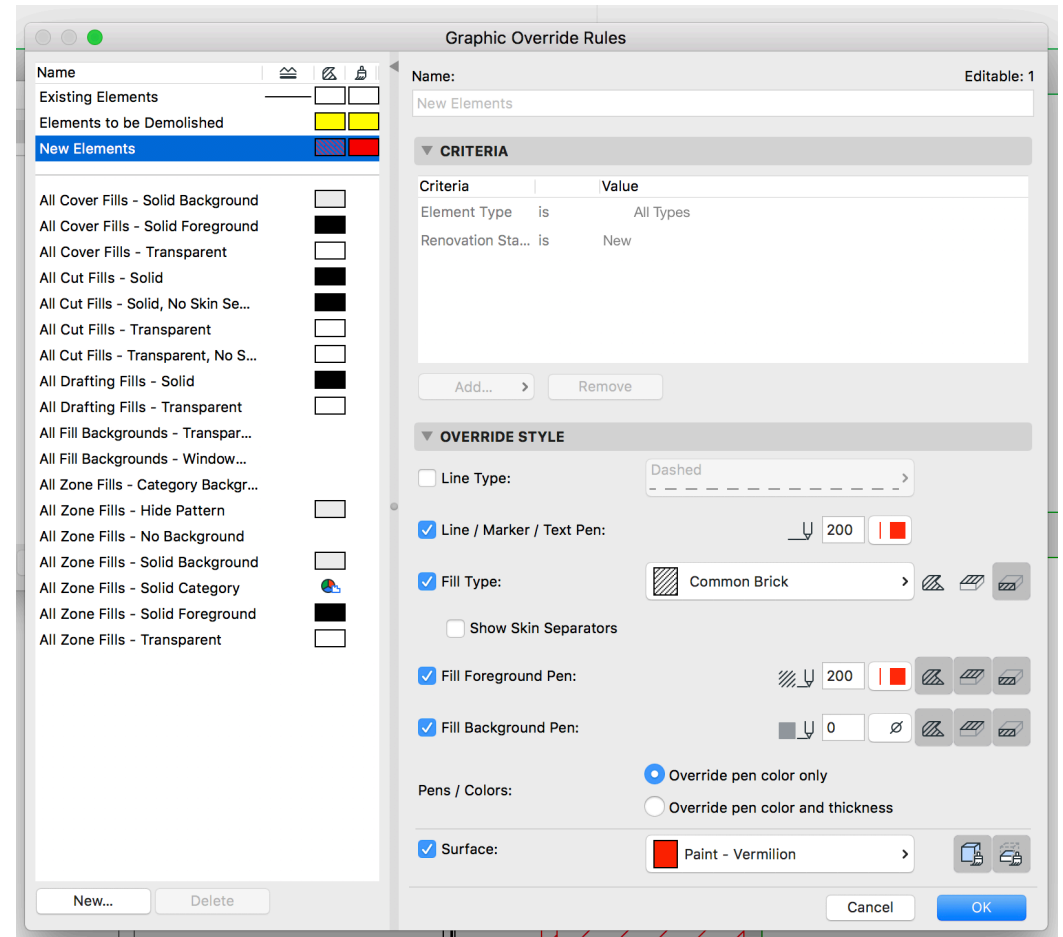 Graphic Override Rules
Name
Existing Elements
Elements to be Demolished
New Elements
All Cover Fills - Solid Background
All Cover Fills - Solid Foreground
All Cover Fills - Transparent
All Cut Fills - Solid
All Cut Fills - Solid, No Skin Se...
All Cut Fills - Transparent
All Cut Fills - Transparent, No S...
All Drafting Fills - Solid
All Drafting Fills - Transparent
All Fill Backgrounds - Transpar...
All Fill Backgrounds - Window...
All Zone Fills - Category Backgr...
All Zone Fills - Hide Pattern
All Zone Fills - No Background
All Zone Fills - Solid Background
All Zone Fills - Solid Category
All Zone Fills - Solid Foreground
All Zone Fills - Transparent
New...
Delete
Name:
Editable: 1
New Elements
CRITERIA
Criteria Value
Element Type is All Types
Renovation Sta... is New
Add...
Remove
OVERRIDE STYLE
Line Type:
Dashed
Line / Marker / Text Pen:
200
Fill Type:
Common Brick
Show Skin Separators
Fill Foreground Pen:
200
Fill Background Pen:
0
Pens / Colors:
Override pen color only
Override pen color and thickness
Surface:
Paint - Vermilion
Cancel
OK